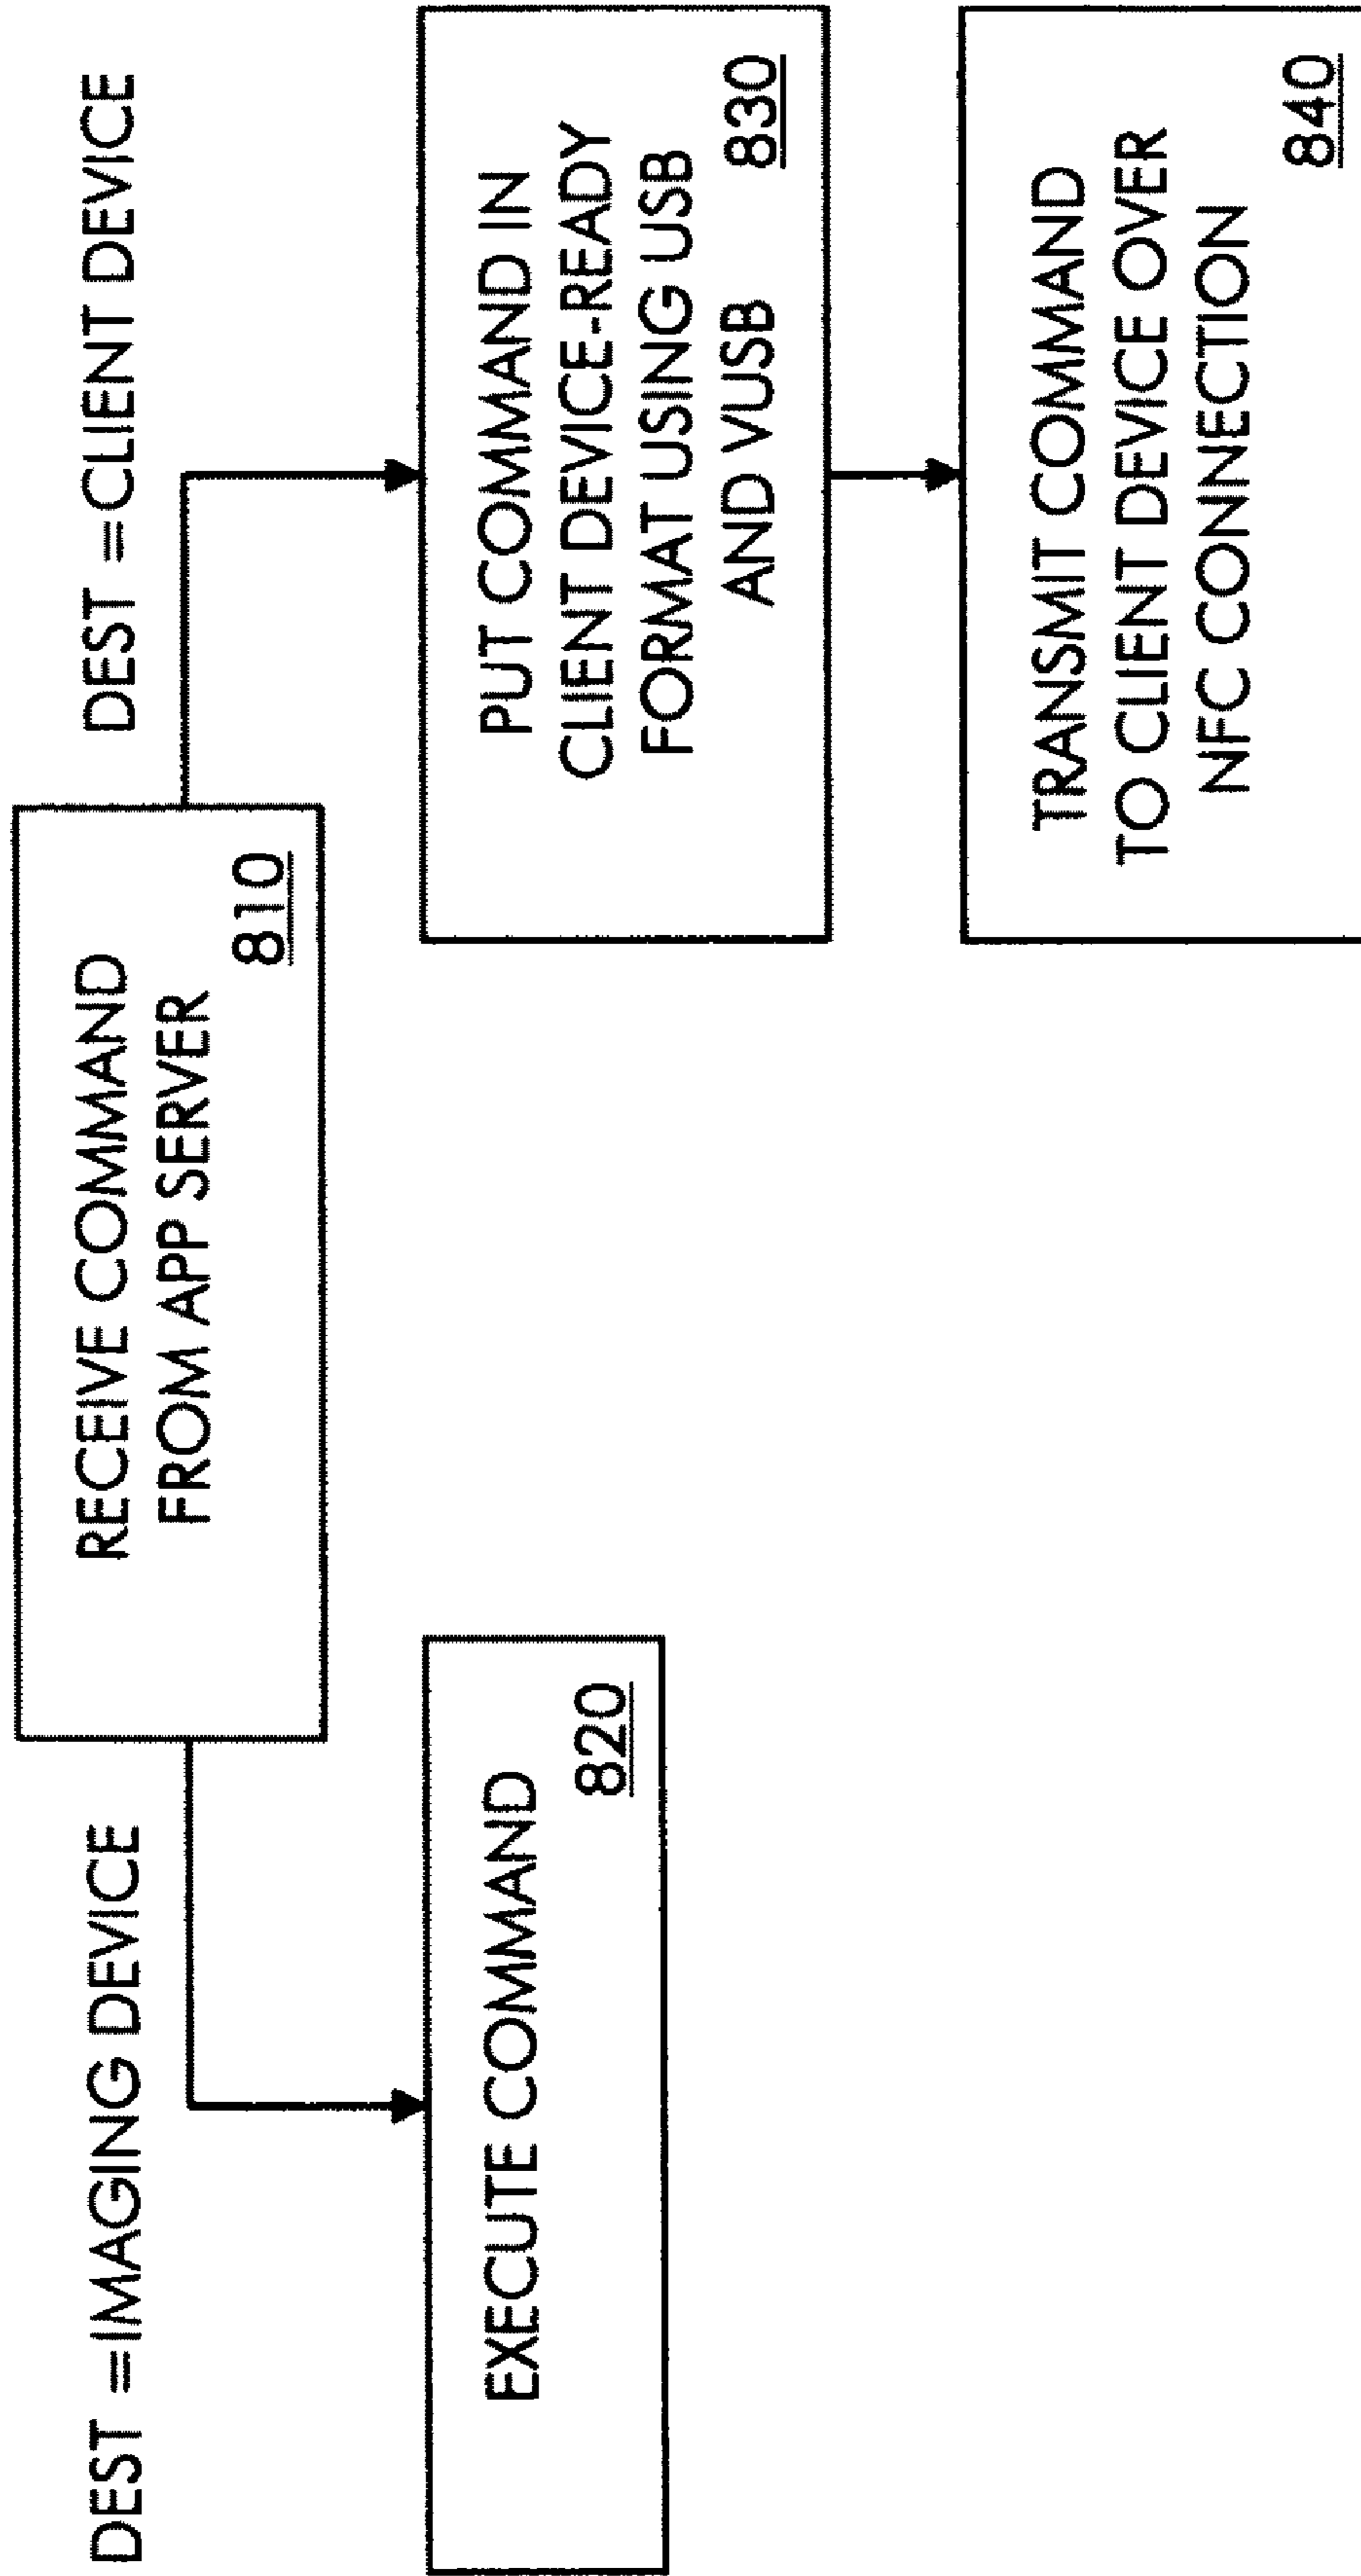 RECEIVE COMMAND
FROM APP SERVER
810
DEST =IMAGING DEVICE
DEST =CLIENT DEVICE
EXECUTE COMMAND
820
PUT COMMAND IN
CLIENT DEVICE-READY
FORMAT USING USB
AND VUSB
830
TRANSMIT COMMAND
TO CLIENT DEVICE OVER
NFC CONNECTION
840